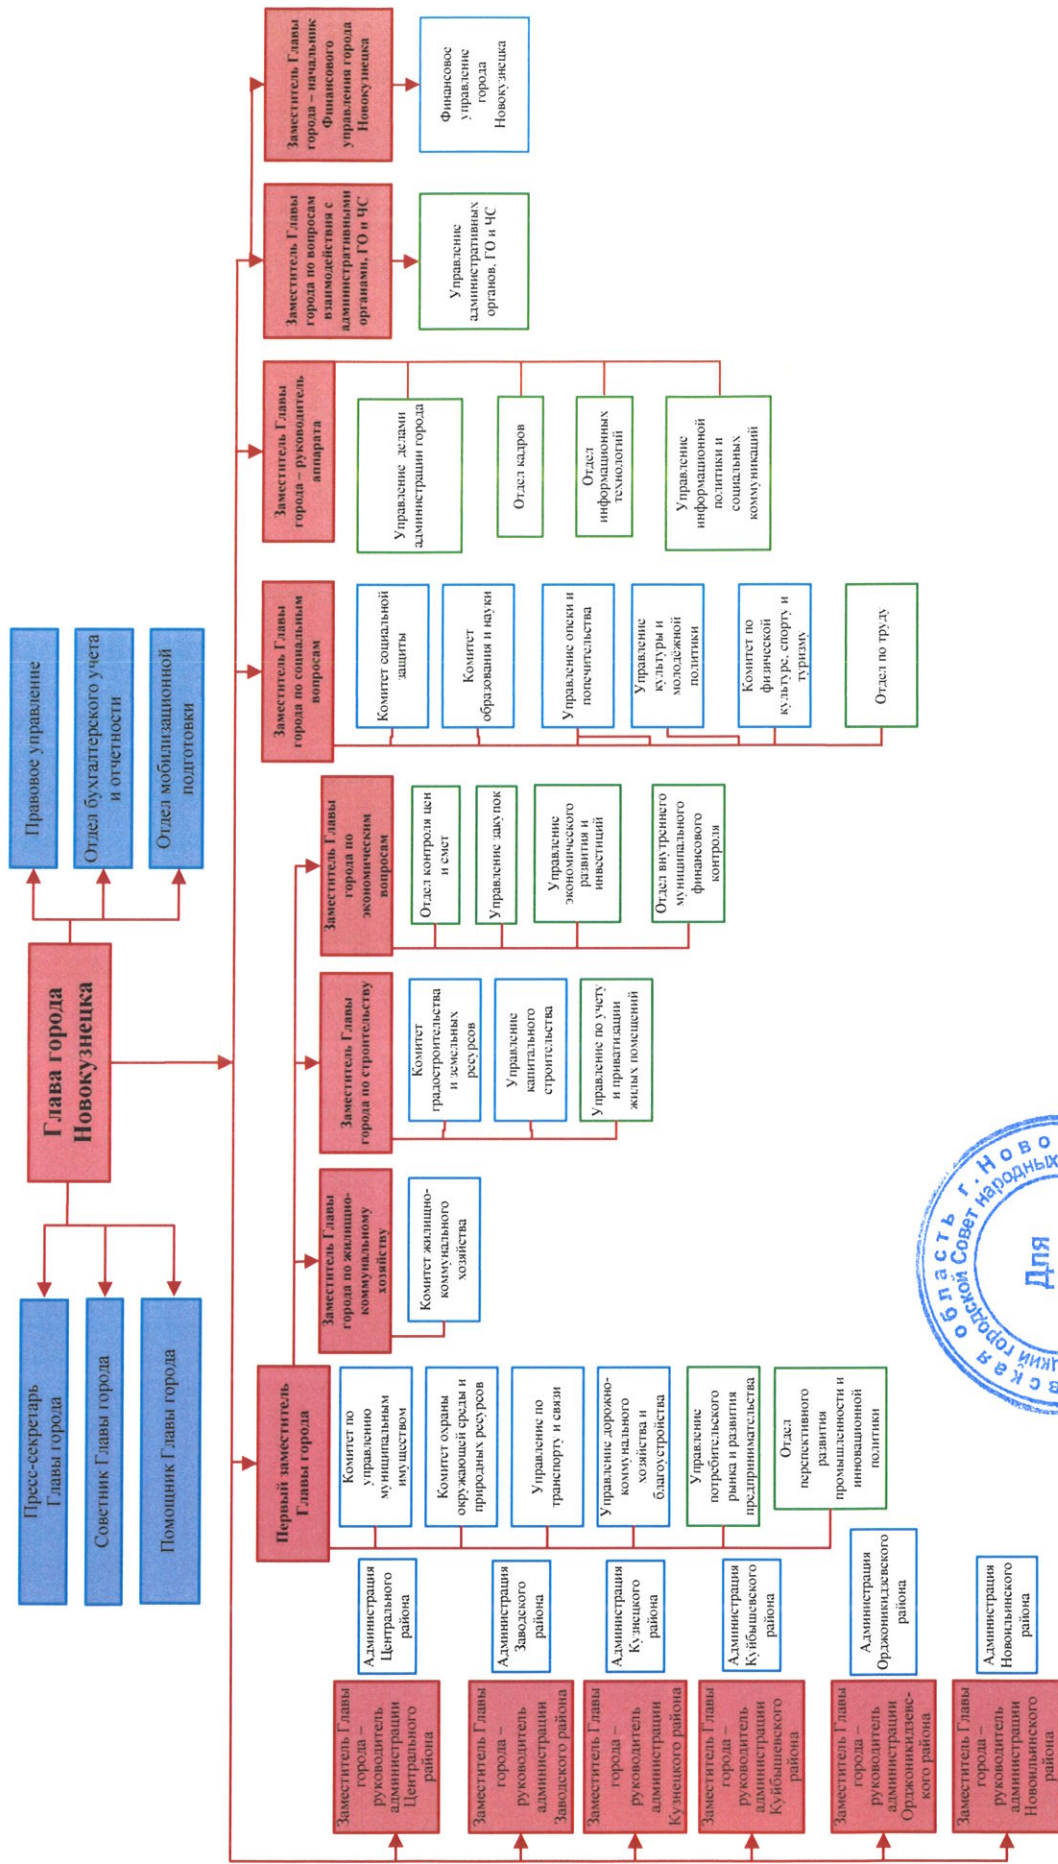 Глава города
Новокузнецка
Пресс-секретарь
Главы города
Советник Главы города
Помощник Главы города
Правовое управление
Отдел бухгалтерского учета
и отчетности
Отдел мобилизационной
подготовки
Первый заместитель
Главы города
Комитет по
управлению
муниципальным
имуществом
Комитет охраны
окружающей среды и
природных ресурсов
Управление по
транспорту и связи
Управление дорожно-
коммунального
хозяйства и
благоустройства
Управление
потребительского
рынка и развития
предпринимательства
Отдел
перспективного
развития
промышленности и
инновационной
политики
Заместитель Главы
города по жилищно-
коммунальному
хозяйству
Комитет жилищно-
коммунального
хозяйства
Заместитель Главы
города по строительству
Комитет
градостроительства
и земельных
ресурсов
Управление
капитального
строительства
Управление по учету
и приватизации
жилых помещений
Заместитель Главы
города по
экономическим
вопросам
Отдел контроля цен
и смет
Управление закупок
Управление
экономического
развития и
инвестиций
Отдел внутреннего
муниципального
финансового
контроля
Заместитель Главы
города по социальным
вопросам
Комитет социальной
защиты
Комитет
образования и науки
Управление опеки и
попечительства
Управление
культуры и
молодёжной
политики
Комитет по
физической
культуре, спорту и
туризму
Отдел по труду
Заместитель Главы
города – руководитель
аппарата
Управление делами
администрации города
Отдел кадров
Отдел
информационных
технологий
Управление
информационной
политики и
социальных
коммуникаций
Заместитель Главы
города по вопросам
взаимодействия с
административными
органами, ГО и ЧС
Управление
административных
органов, ГО и ЧС
Заместитель Главы
города – начальник
Финансового
управления города
Новокузнецка
Финансовое
управление
города
Новокузнецка
Заместитель Главы
города –
руководитель
администрации
Центрального
района
Администрация
Центрального
района
Заместитель Главы
города –
руководитель
администрации
Заводского района
Администрация
Заводского
района
Заместитель Главы
города –
руководитель
администрации
Кузнецкого района
Администрация
Кузнецкого
района
Заместитель Главы
города –
руководитель
администрации
Куйбышевского
района
Администрация
Куйбышевского
района
Заместитель Главы
города –
руководитель
администрации
Орджоникидзевс-
кого района
Администрация
Орджоникидзевского
района
Заместитель Главы
города –
руководитель
администрации
Новоильинского
района
Администрация
Новоильинского
района
вская область г. Ново
кий городской Совет народных
Для